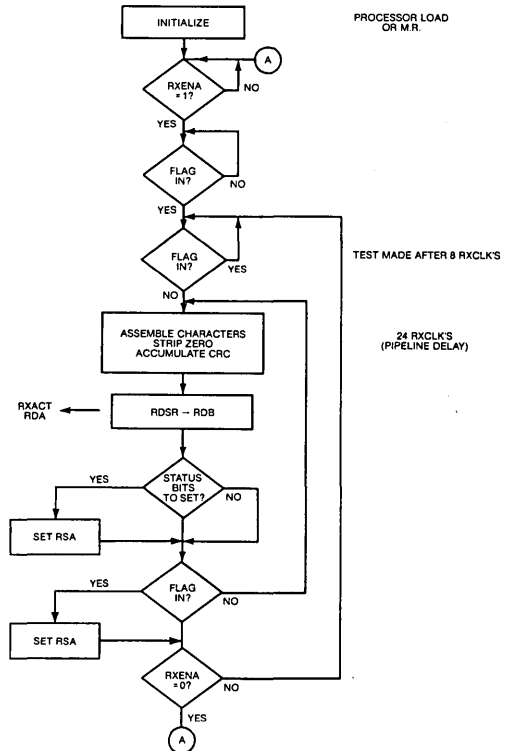 INITIALIZE
PROCESSOR LOAD
OR M.R.
A
RXENA
= 1?
NO
YES
FLAG
IN?
NO
YES
FLAG
IN?
YES
NO
TEST MADE AFTER 8 RXCLK'S
ASSEMBLE CHARACTERS
STRIP ZERO
ACCUMULATE CRC
24 RXCLK'S
(PIPELINE DELAY)
RXACT
RDA
RDSR → RDB
STATUS
BITS
TO SET?
YES
NO
SET RSA
FLAG
IN?
YES
NO
SET RSA
RXENA
=0?
NO
YES
A